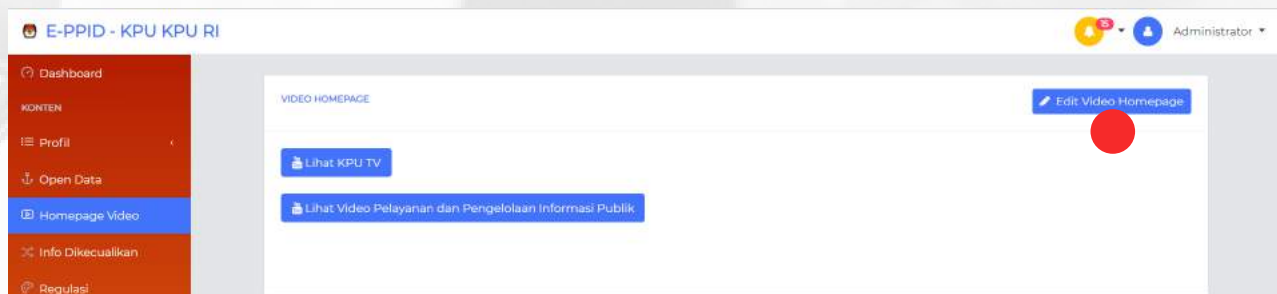 E-PPID - KPU KPU RI
15
Administrator
Dashboard
KONTEN
Profil
Open Data
Homepage Video
Info Dikecualikan
Regulasi
VIDEO HOMEPAGE
Edit Video Homepage
Lihat KPU TV
Lihat Video Pelayanan dan Pengelolaan Informasi Publik